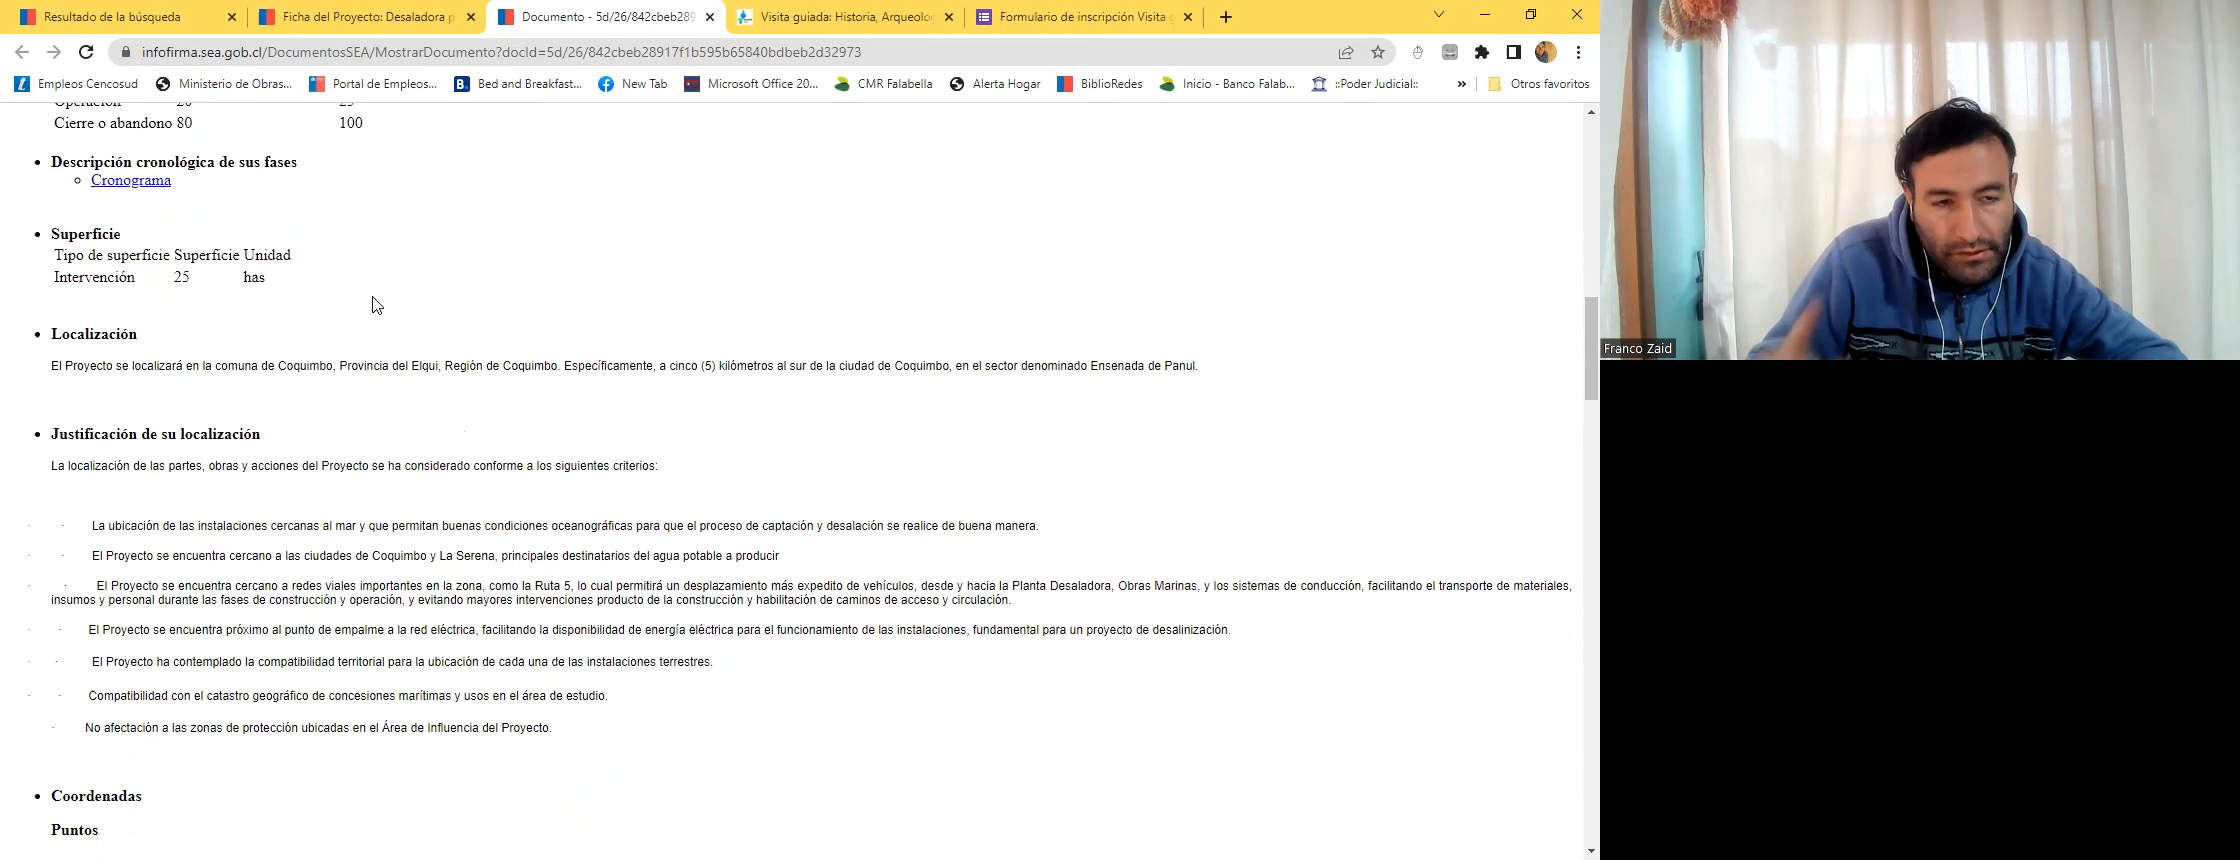 Resultado de la búsqueda
Ficha del Proyecto: Desaladora p
Documento - 5d/26/842cbeb289
Visita guiada: Historia, Arqueolog
Formulario de inscripción Visita g
infofirma.sea.gob.cl/DocumentosSEA/MostrarDocumento?docId=5d/26/842cbeb28917f1b595b65840bdbeb2d32973
Empleos Cencosud
Ministerio de Obras...
Portal de Empleos...
Bed and Breakfast...
New Tab
Microsoft Office 20...
CMR Falabella
Alerta Hogar
BiblioRedes
Inicio - Banco Falab...
::Poder Judicial::
»
Otros favoritos
Operación 20 25
Cierre o abandono 80 100
• Descripción cronológica de sus fases
Cronograma
• Superficie
Tipo de superficie Superficie Unidad
Intervención 25 has
• Localización
El Proyecto se localizará en la comuna de Coquimbo, Provincia del Elqui, Región de Coquimbo. Específicamente, a cinco (5) kilómetros al sur de la ciudad de Coquimbo, en el sector denominado Ensenada de Panul.
• Justificación de su localización
La localización de las partes, obras y acciones del Proyecto se ha considerado conforme a los siguientes criterios:
· La ubicación de las instalaciones cercanas al mar y que permitan buenas condiciones oceanográficas para que el proceso de captación y desalación se realice de buena manera.
· El Proyecto se encuentra cercano a las ciudades de Coquimbo y La Serena, principales destinatarios del agua potable a producir
· El Proyecto se encuentra cercano a redes viales importantes en la zona, como la Ruta 5, lo cual permitirá un desplazamiento más expedito de vehículos, desde y hacia la Planta Desaladora, Obras Marinas, y los sistemas de conducción, facilitando el transporte de materiales,
insumos y personal durante las fases de construcción y operación, y evitando mayores intervenciones producto de la construcción y habilitación de caminos de acceso y circulación.
· El Proyecto se encuentra próximo al punto de empalme a la red eléctrica, facilitando la disponibilidad de energía eléctrica para el funcionamiento de las instalaciones, fundamental para un proyecto de desalinización.
· El Proyecto ha contemplado la compatibilidad territorial para la ubicación de cada una de las instalaciones terrestres.
· Compatibilidad con el catastro geográfico de concesiones marítimas y usos en el área de estudio.
· No afectación a las zonas de protección ubicadas en el Área de Influencia del Proyecto.
• Coordenadas
Puntos
Franco Zaid